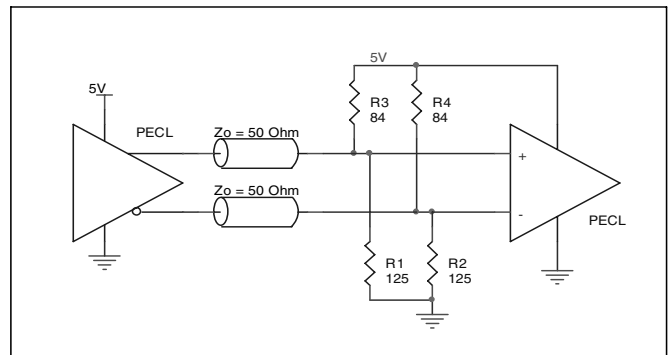 5V
5V
PECL
Zo = 50 Ohm
R3
84
R4
84
+
Zo = 50 Ohm
-
PECL
R1
125
R2
125